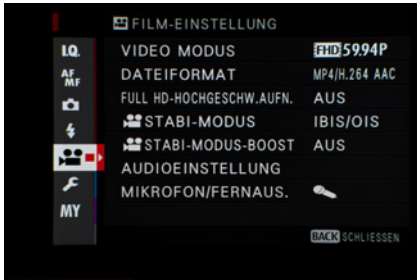 FILM-EINSTELLUNG
I.Q.
VIDEO MODUS FHD 59.94P
AF MF
DATEIFORMAT MP4/H.264 AAC
FULL HD-HOCHGESCHW.AUFN. AUS
STABI-MODUS IBIS/OIS
STABI-MODUS-BOOST AUS
AUDIOEINSTELLUNG
MIKROFON/FERNAUS.
MY
BACK SCHLIESSEN